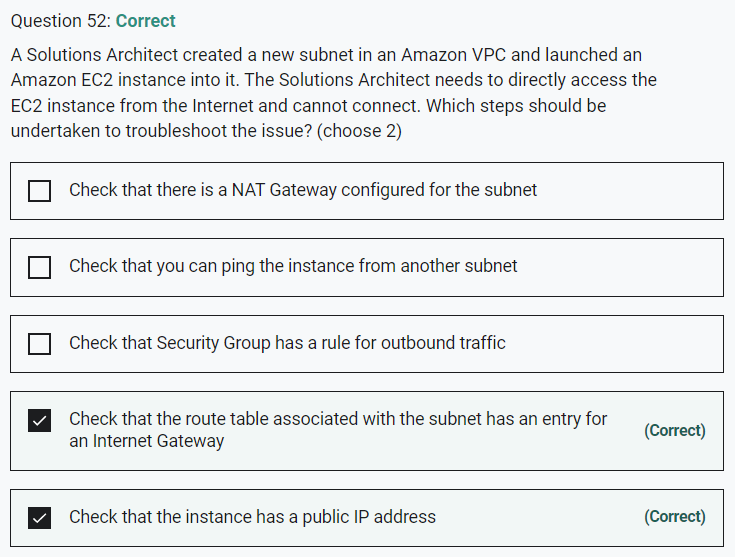 Question 52: Correct
A Solutions Architect created a new subnet in an Amazon VPC and launched an
Amazon EC2 instance into it. The Solutions Architect needs to directly access the
EC2 instance from the Internet and cannot connect. Which steps should be
undertaken to troubleshoot the issue? (choose 2)
Check that there is a NAT Gateway configured for the subnet
Check that you can ping the instance from another subnet
Check that Security Group has a rule for outbound traffic
Check that the route table associated with the subnet has an entry for
an Internet Gateway
(Correct)
Check that the instance has a public IP address
(Correct)